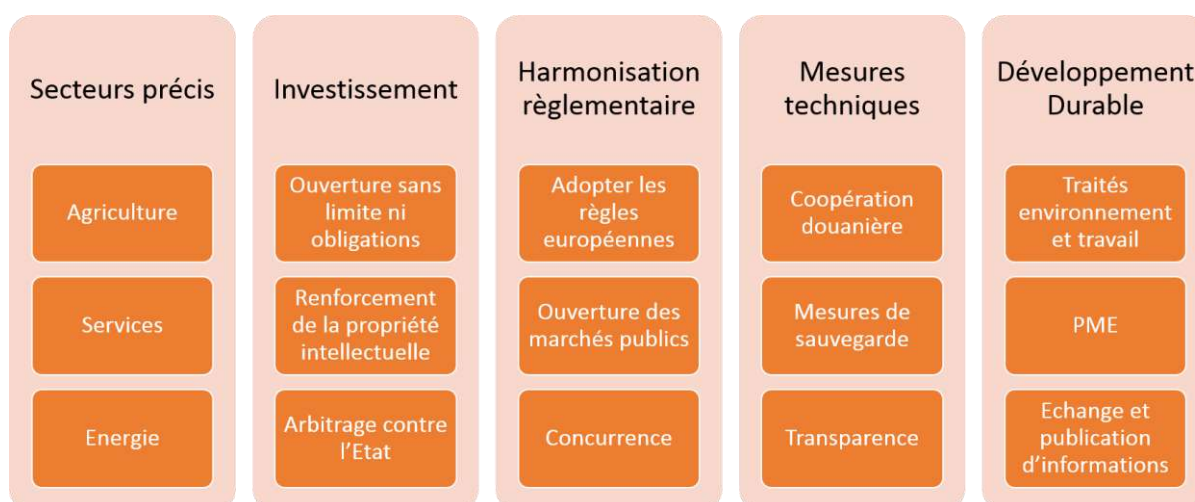 Secteurs précis
Agriculture
Services
Energie
Investissement
Ouverture sans
limite ni
obligations
Renforcement
de la propriété
intellectuelle
Arbitrage contre
l'Etat
Harmonisation
règlementaire
Adopter les
règles
européennes
Ouverture des
marchés publics
Concurrence
Mesures
techniques
Coopération
douanière
Mesures de
sauvegarde
Transparence
Développement
Durable
Traités
environnement
et travail
PME
Echange et
publication
d'informations